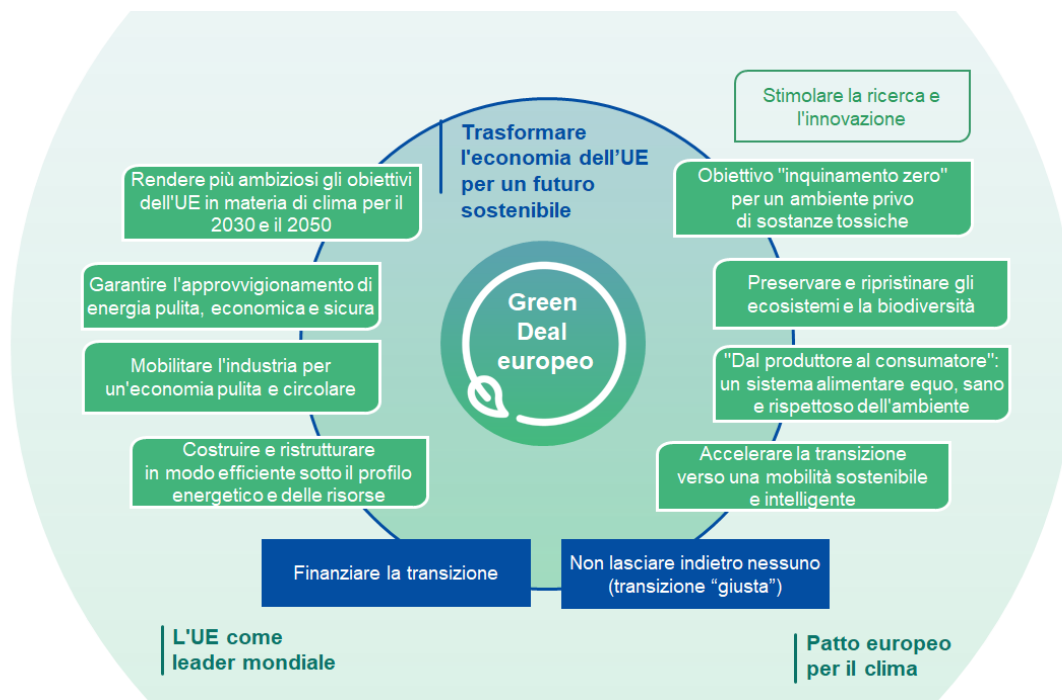 Stimolare la ricerca e
l'innovazione
Trasformare
l'economia dell'UE
per un futuro
sostenibile
Rendere più ambiziosi gli obiettivi
dell'UE in materia di clima per il
2030 e il 2050
Obiettivo "inquinamento zero"
per un ambiente privo
di sostanze tossiche
Garantire l'approvvigionamento di
energia pulita, economica e sicura
Green
Deal
europeo
Preservare e ripristinare gli
ecosistemi e la biodiversità
Mobilitare l'industria per
un'economia pulita e circolare
"Dal produttore al consumatore":
un sistema alimentare equo, sano
e rispettoso dell'ambiente
Costruire e ristrutturare
in modo efficiente sotto il profilo
energetico e delle risorse
Accelerare la transizione
verso una mobilità sostenibile
e intelligente
Finanziare la transizione
Non lasciare indietro nessuno
(transizione “giusta”)
L'UE come
leader mondiale
Patto europeo
per il clima